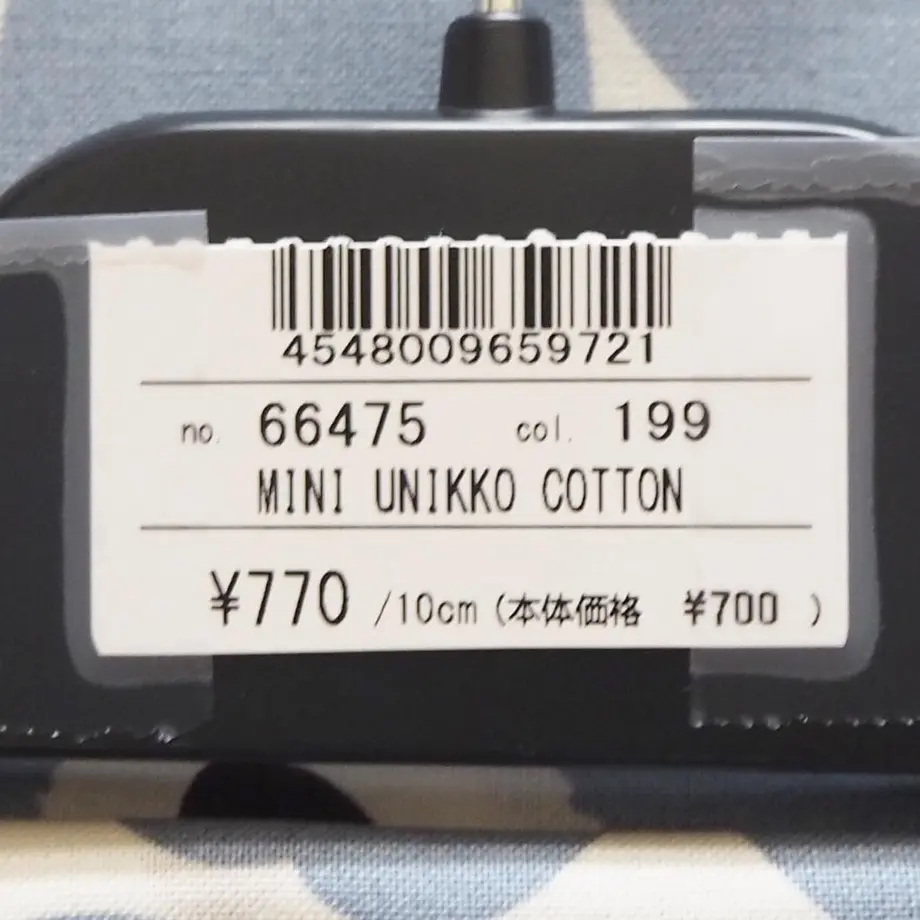 4548009659721
no. 66475 col. 199
MINI UNIKKO COTTON
¥770 /10cm (本体価格 ¥700 )